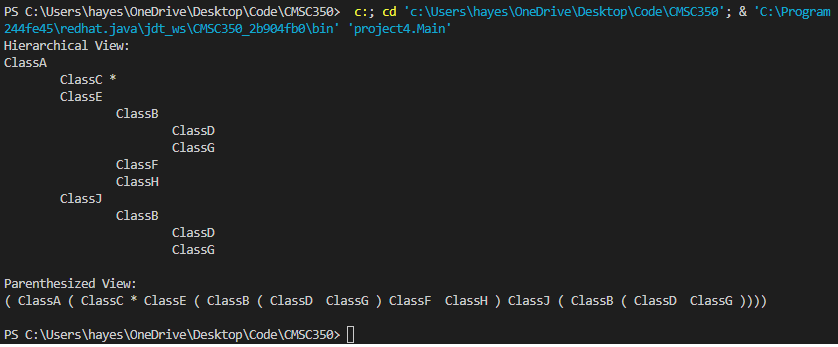 PS C:\Users\hayes\OneDrive\Desktop\Code\CMSC350>  c:; cd 'c:\Users\hayes\OneDrive\Desktop\Code\CMSC350'; & 'C:\Program
244fe45\redhat.java\jdt_ws\CMSC350_2b904fb0\bin' 'project4.Main'
Hierarchical View:
ClassA
ClassC *
ClassE
ClassB
ClassD
ClassG
ClassF
ClassH
ClassJ
ClassB
ClassD
ClassG
Parenthesized View:
( ClassA ( ClassC * ClassE ( ClassB ( ClassD  ClassG ) ClassF  ClassH ) ClassJ ( ClassB ( ClassD  ClassG ))))
PS C:\Users\hayes\OneDrive\Desktop\Code\CMSC350>